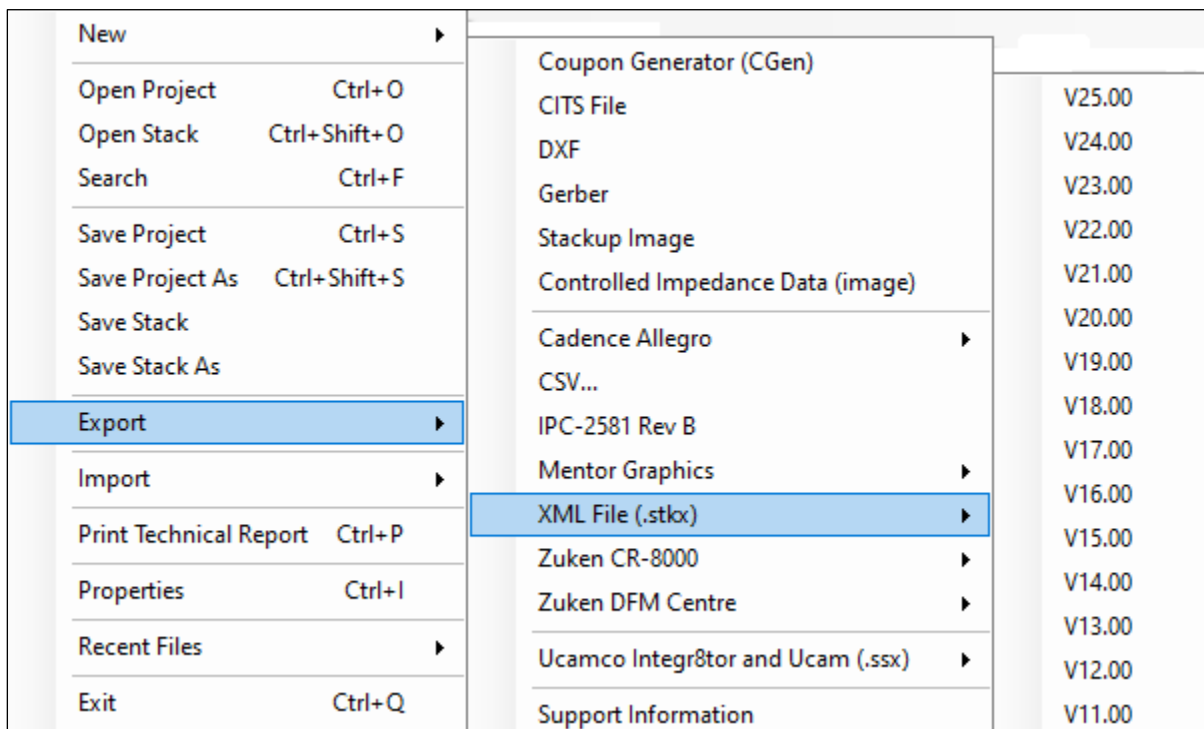 New
Open Project Ctrl+O
Open Stack Ctrl+Shift+O
Search Ctrl+F
Save Project Ctrl+S
Save Project As Ctrl+Shift+S
Save Stack
Save Stack As
Export
Import
Print Technical Report Ctrl+P
Properties Ctrl+I
Recent Files
Exit Ctrl+Q
Coupon Generator (CGen)
CITS File
DXF
Gerber
Stackup Image
Controlled Impedance Data (image)
Cadence Allegro
CSV...
IPC-2581 Rev B
Mentor Graphics
XML File (.stkx)
Zuken CR-8000
Zuken DFM Centre
Ucamco Integr8tor and Ucam (.ssx)
Support Information
V25.00
V24.00
V23.00
V22.00
V21.00
V20.00
V19.00
V18.00
V17.00
V16.00
V15.00
V14.00
V13.00
V12.00
V11.00